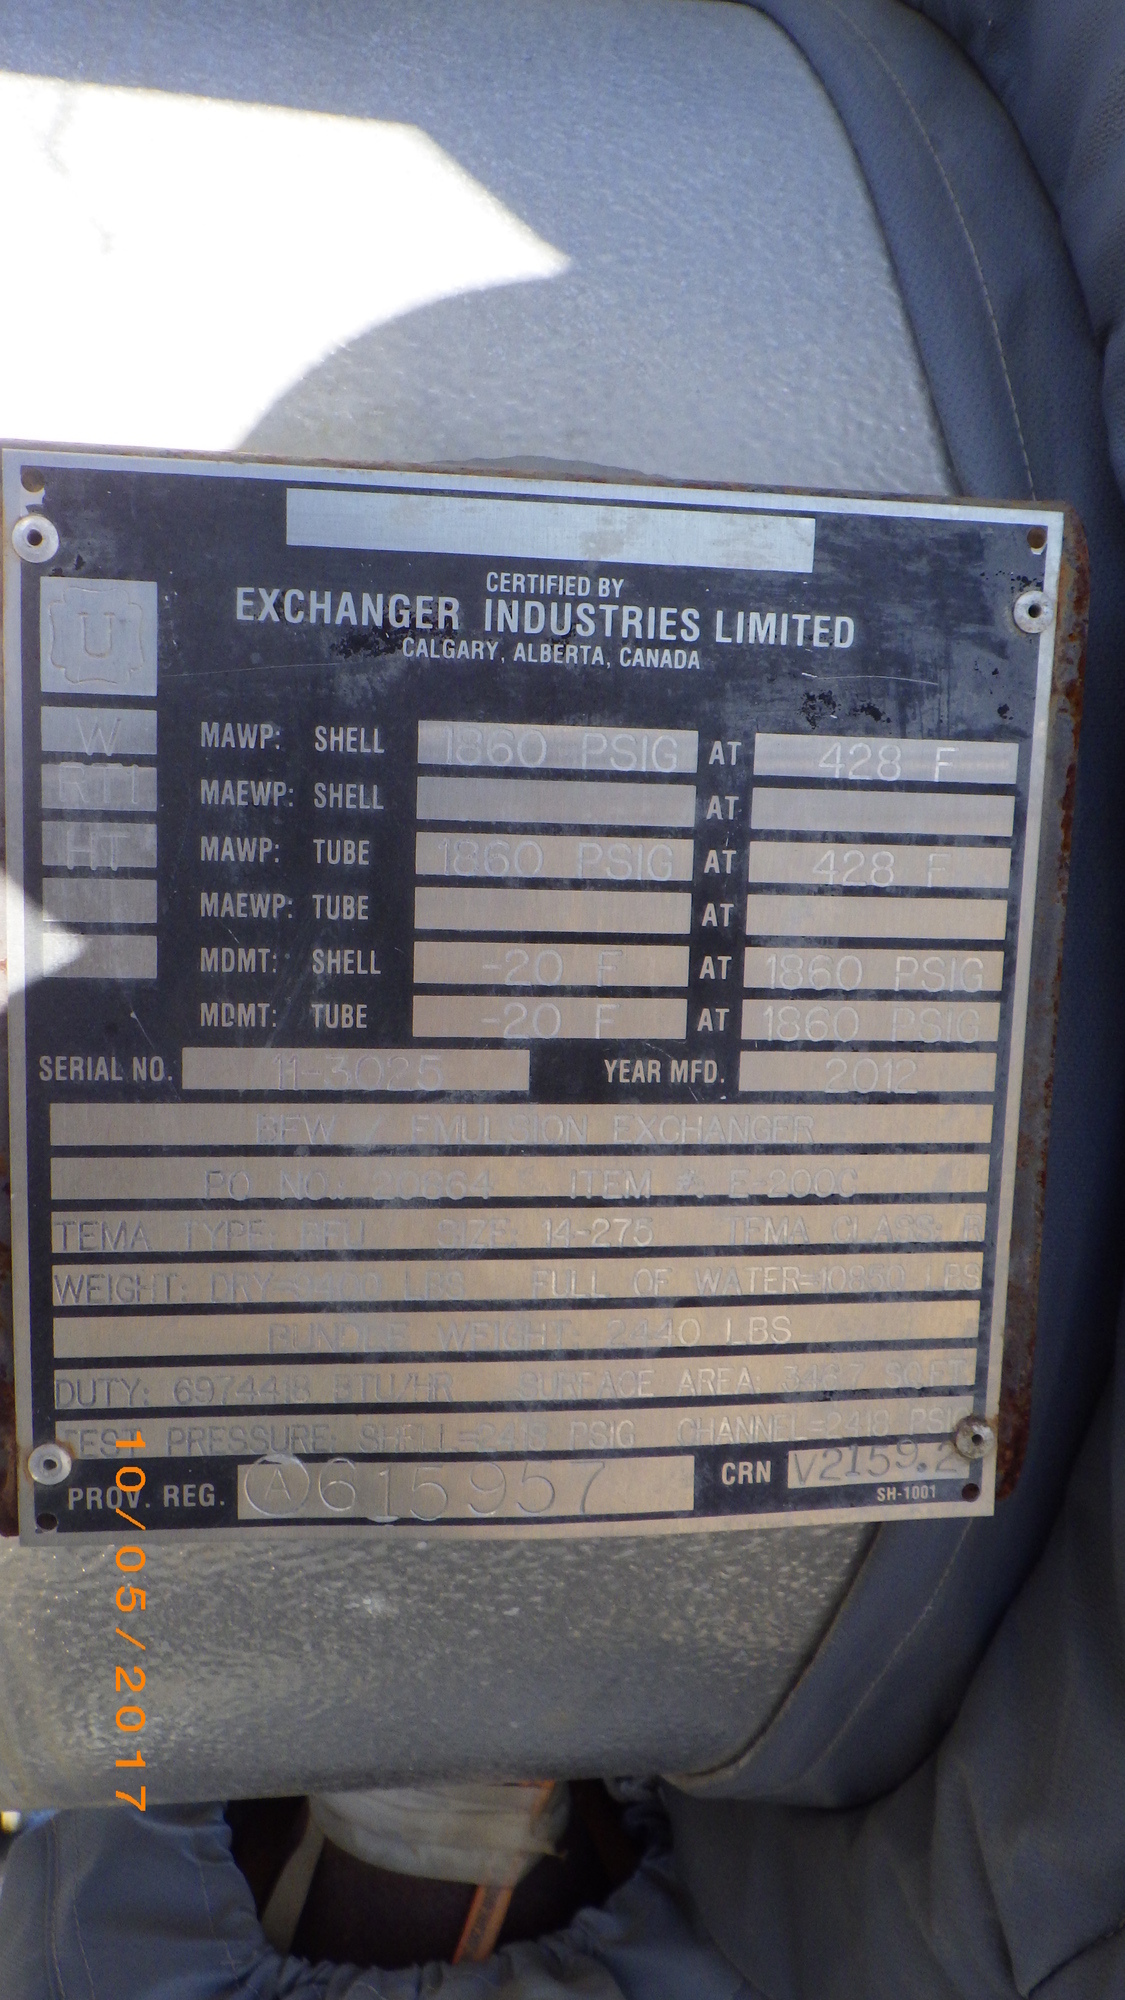 CERTIFIED BY
EXCHANGER INDUSTRIES LIMITED
CALGARY, ALBERTA, CANADA
U
W
RT1
HT
MAWP: SHELL 1860 PSIG AT 428 F
MAEWP: SHELL AT
MAWP: TUBE 1860 PSIG AT 428 F
MAEWP: TUBE AT
MDMT: SHELL -20 F AT 1860 PSIG
MDMT: TUBE -20 F AT 1860 PSIG
SERIAL NO. 11-3025 YEAR MFD. 2012
BFW / EMULSION EXCHANGER
PO NO.: 20664 ITEM #: E-200C
TEMA TYPE: BFU SIZE: 14-275 TEMA CLASS: R
WEIGHT: LBS FULL OF WATER=10850 LBS
BUNDLE WEIGHT: 2440 LBS
DUTY: 6974418 BTU/HR SURFACE AREA: SQ.FT
TEST PRESSURE: SHELL=2418 PSIG CHANNEL=2418 PSIG
PROV. REG. A 615957 CRN V2159.2
SH-1001
10/05/2017